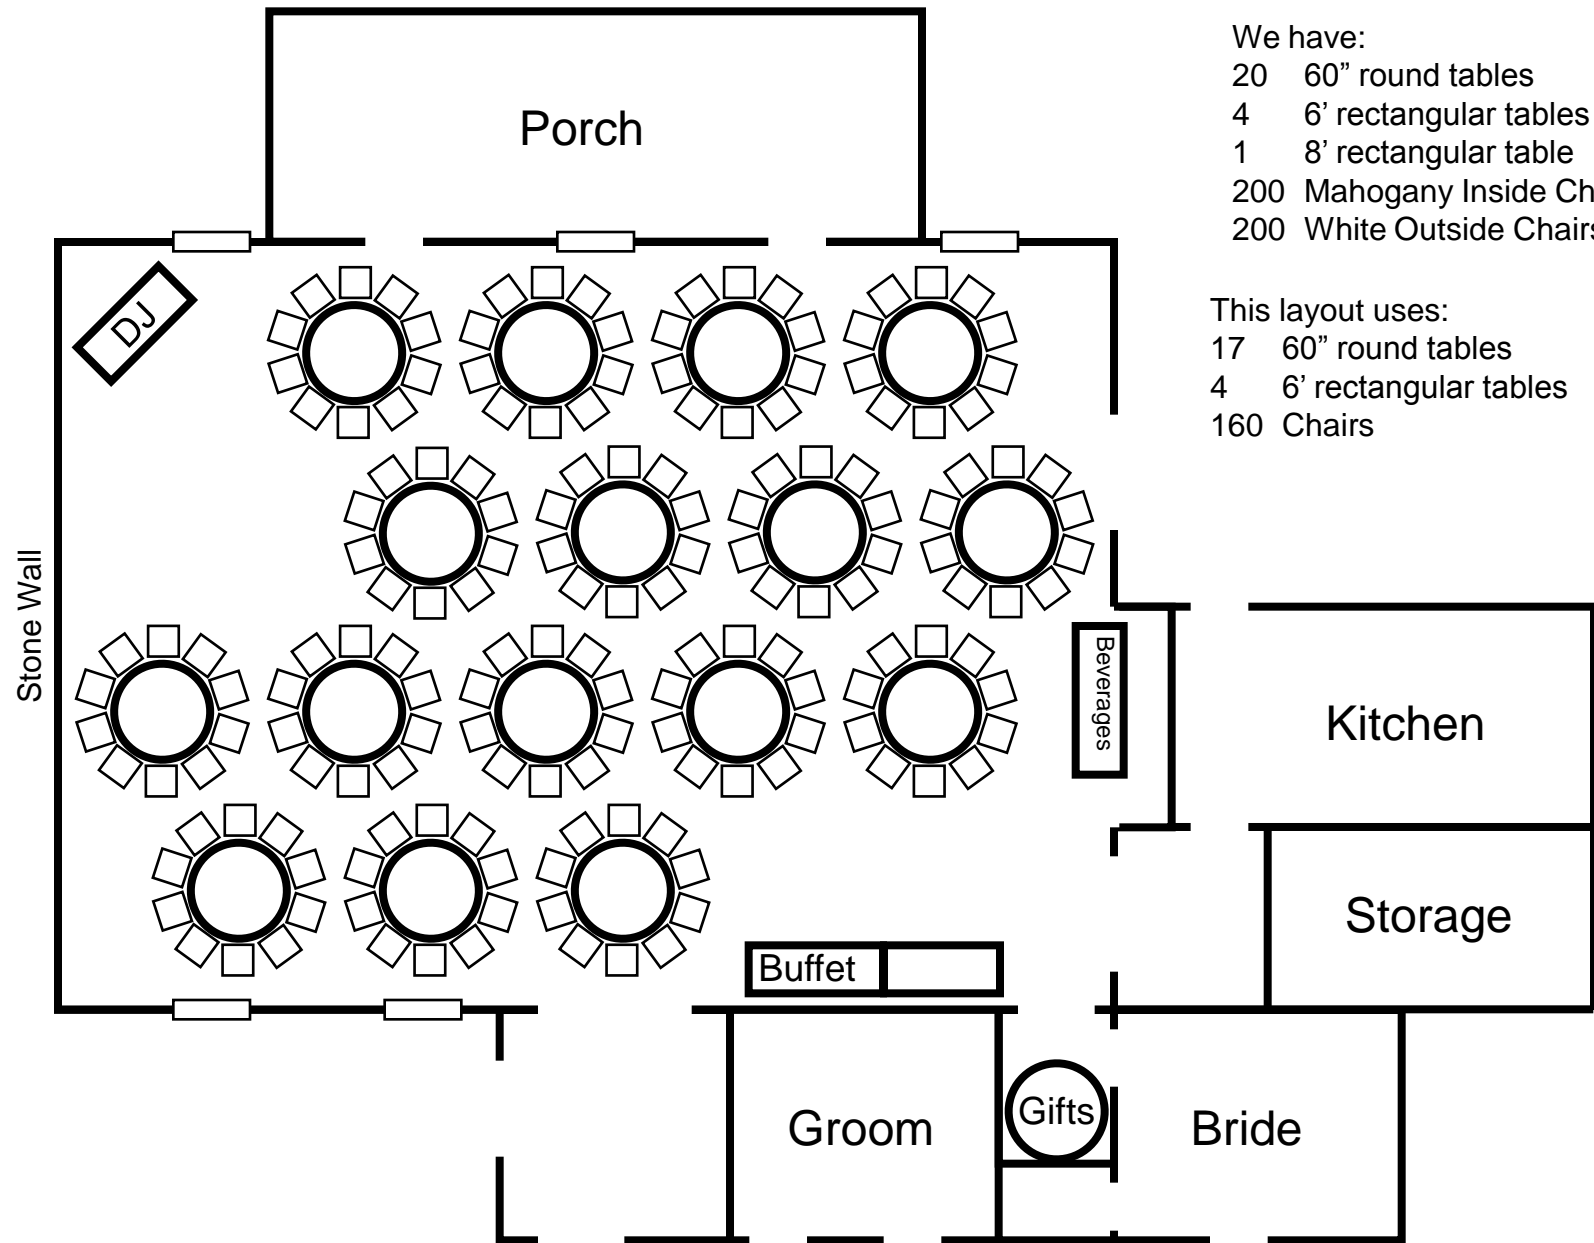 We have:
20 60” round tables
4 6’ rectangular tables
1 8’ rectangular table
200 Mahogany Inside
200 White Outside Chairs
This layout uses:
17 60” round tables
4 6’ rectangular tables
160 Chairs
Porch
DJ
Stone Wall
Beverages
Kitchen
Storage
Buffet
Groom
Gifts
Bride